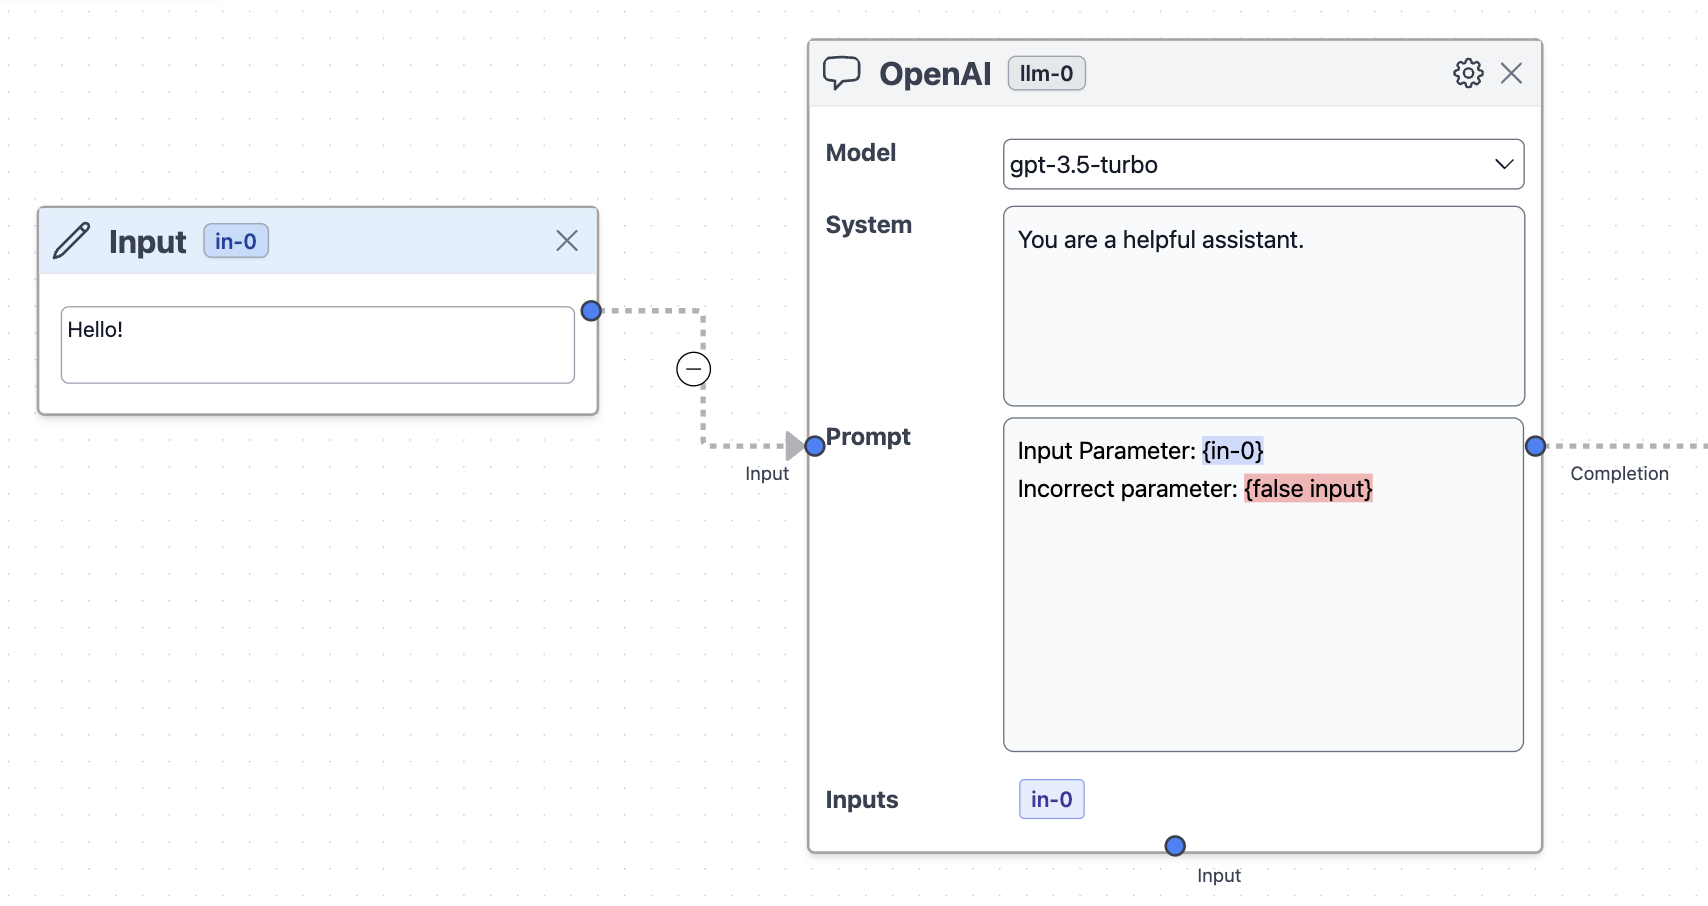 Input in-0
Hello!
Input
OpenAI llm-0
Model
gpt-3.5-turbo
System
You are a helpful assistant.
Prompt
Input Parameter: {in-0}
Incorrect parameter: {false input}
Inputs
in-0
Input
Completion